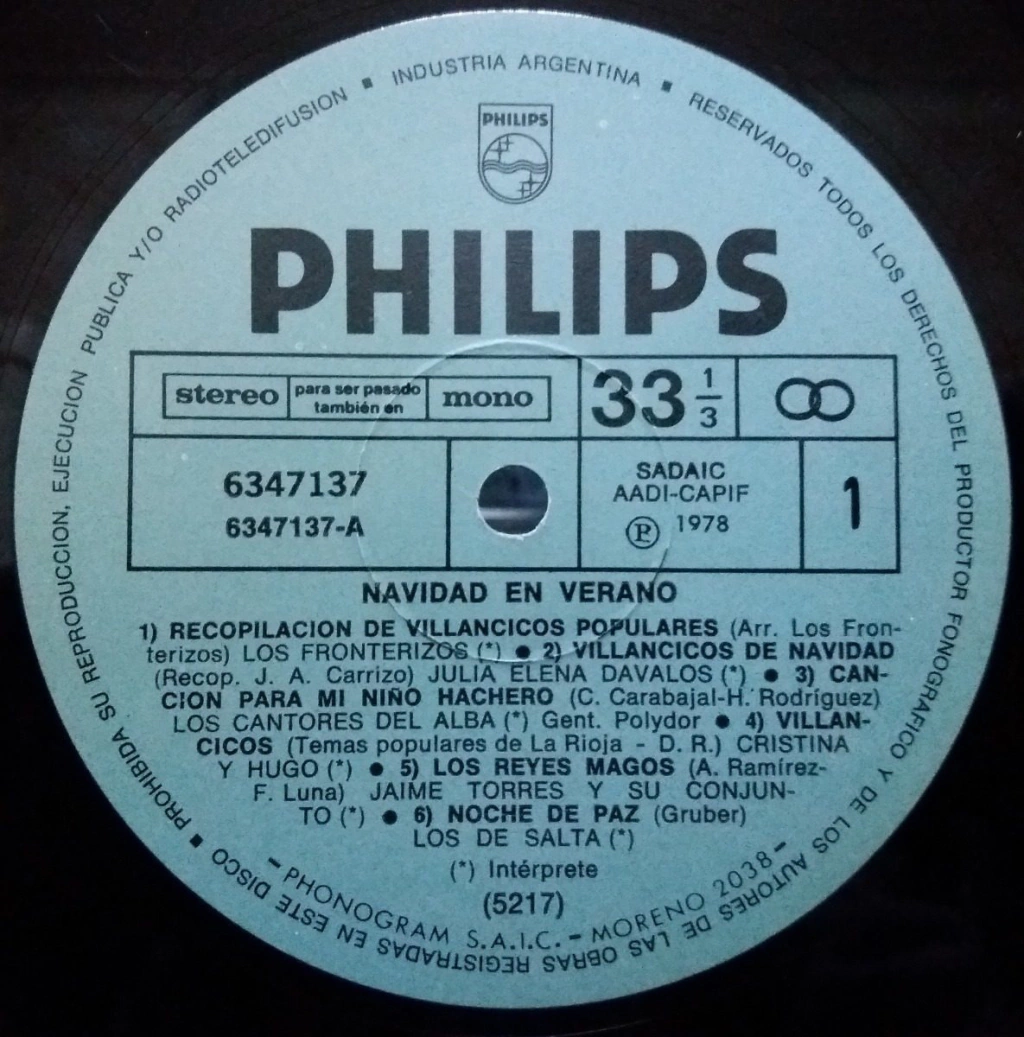 PROHIBIDA SU REPRODUCCION, EJECUCION PUBLICA Y/O RADIOTELEDIFUSION ▪ INDUSTRIA ARGENTINA ▪ RESERVADOS TODOS LOS DERECHOS DEL PRODUCTOR FONOGRAFICO Y DE LOS AUTORES DE LAS OBRAS REGISTRADAS EN ESTE DISCO ▪
PHILIPS
PHILIPS
stereo
para ser pasado
también en
mono
33 1/3
6347137
6347137-A
SADAIC
AADI-CAPIF
Ⓟ 1978
1
NAVIDAD EN VERANO
1) RECOPILACION DE VILLANCICOS POPULARES (Arr. Los Fron-
terizos) LOS FRONTERIZOS (*) ● 2) VILLANCICOS DE NAVIDAD
(Recop. J. A. Carrizo) JULIA ELENA DAVALOS (*) ● 3) CAN-
CION PARA MI NIÑO HACHERO (C. Carabajal-H. Rodríguez)
LOS CANTORES DEL ALBA (*) Gent. Polydor ● 4) VILLAN-
CICOS (Temas populares de La Rioja - D. R.) CRISTINA
Y HUGO (*) ● 5) LOS REYES MAGOS (A. Ramírez-
F. Luna) JAIME TORRES Y SU CONJUN-
TO (*) ● 6) NOCHE DE PAZ (Gruber)
LOS DE SALTA (*)
(*) Intérprete
(5217)
- PHONOGRAM S.A.I.C. - MORENO 2038 -